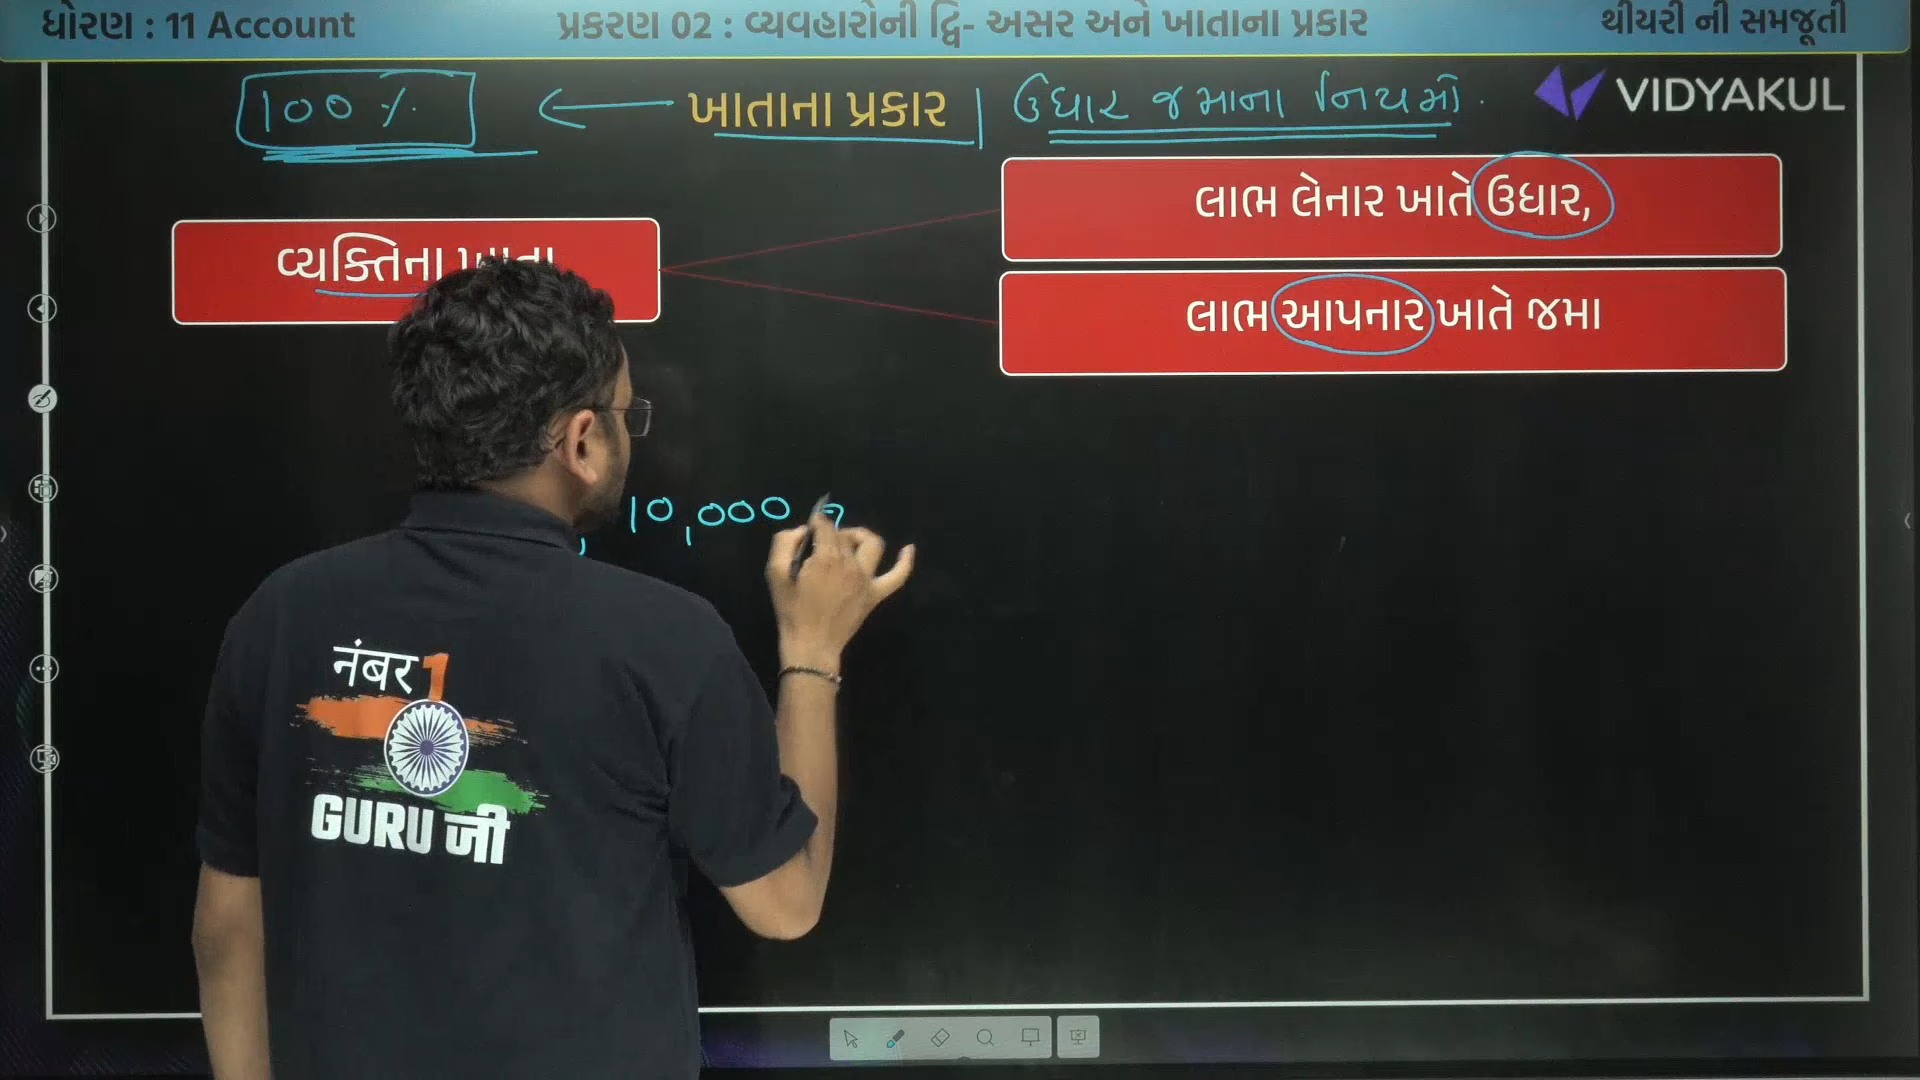 ધોરણ : 11 Account પ્રકરણ 02 : વ્યવહારોની દ્વિ- અસર અને ખાતાના પ્રકાર થીયરી ની સમજૂતી
100 % ખાતાના પ્રકાર | ઉધાર જમાના નિયમો. VIDYAKUL
લાભ લેનાર ખાતે ઉધાર,
વ્યક્તિના ખાતા
લાભ આપનાર ખાતે જમા
10,000
नंबर 1
GURU जी